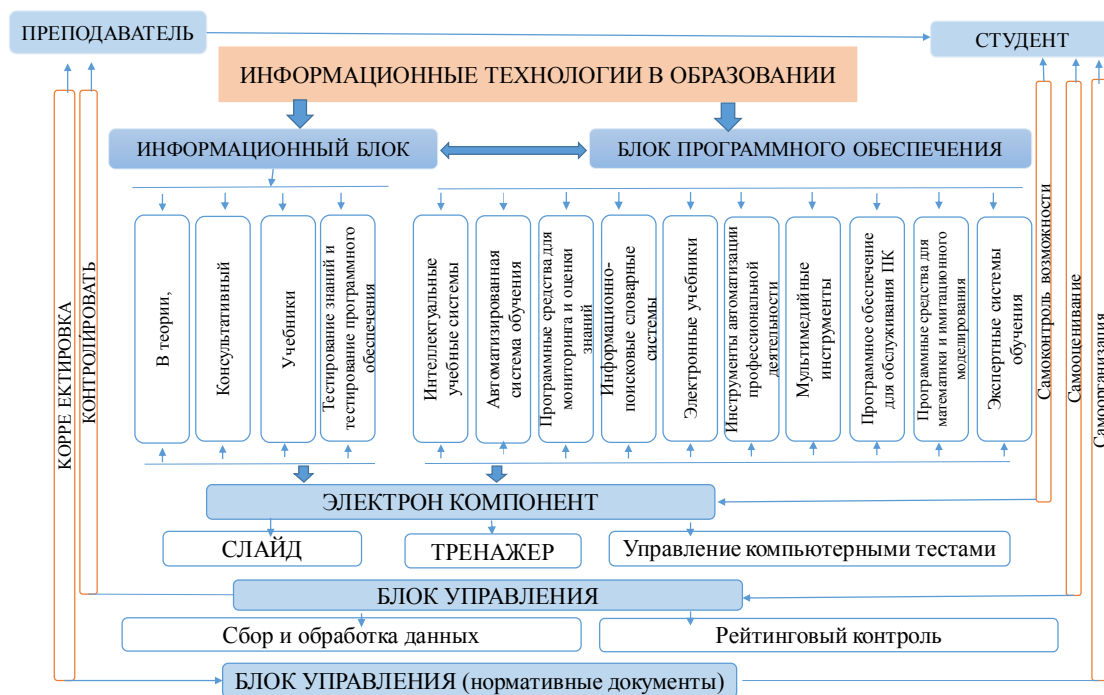 ПРЕПОДАВАТЕЛЬ
СТУДЕНТ
ИНФОРМАЦИОННЫЕ ТЕХНОЛОГИИ В ОБРАЗОВАНИИ
ИНФОРМАЦИОННЫЙ БЛОК
БЛОК ПРОГРАММНОГО ОБЕСПЕЧЕНИЯ
КОРРЕ ЕКТИРОВКА
КОНТРОЛИРОВАТЬ
В теории,
Консультативный
Учебники
Тестирование знаний и
тестирование программного
обеспечения
Интеллектуальные
учебные системы
Автоматизированная
система обучения
Программные средства для
мониторинга и оценки
знаний
Информационно-
поисковые словарные
системы
Электронные учебники
Инструменты автоматизации
профессиональной
деятельности
Мультимедийные
инструменты
Программное обеспечение
для обслуживания ПК
Программные средства для
математики и имитационного
моделирования
Экспертные системы
обучения
Самоконтроль возможности
Самооценивание
Самоорганизация
ЭЛЕКТРОН КОМПОНЕНТ
СЛАЙД
ТРЕНАЖЕР
Управление компьютерными тестами
БЛОК УПРАВЛЕНИЯ
Сбор и обработка данных
Рейтинговый контроль
БЛОК УПРАВЛЕНИЯ (нормативные документы)